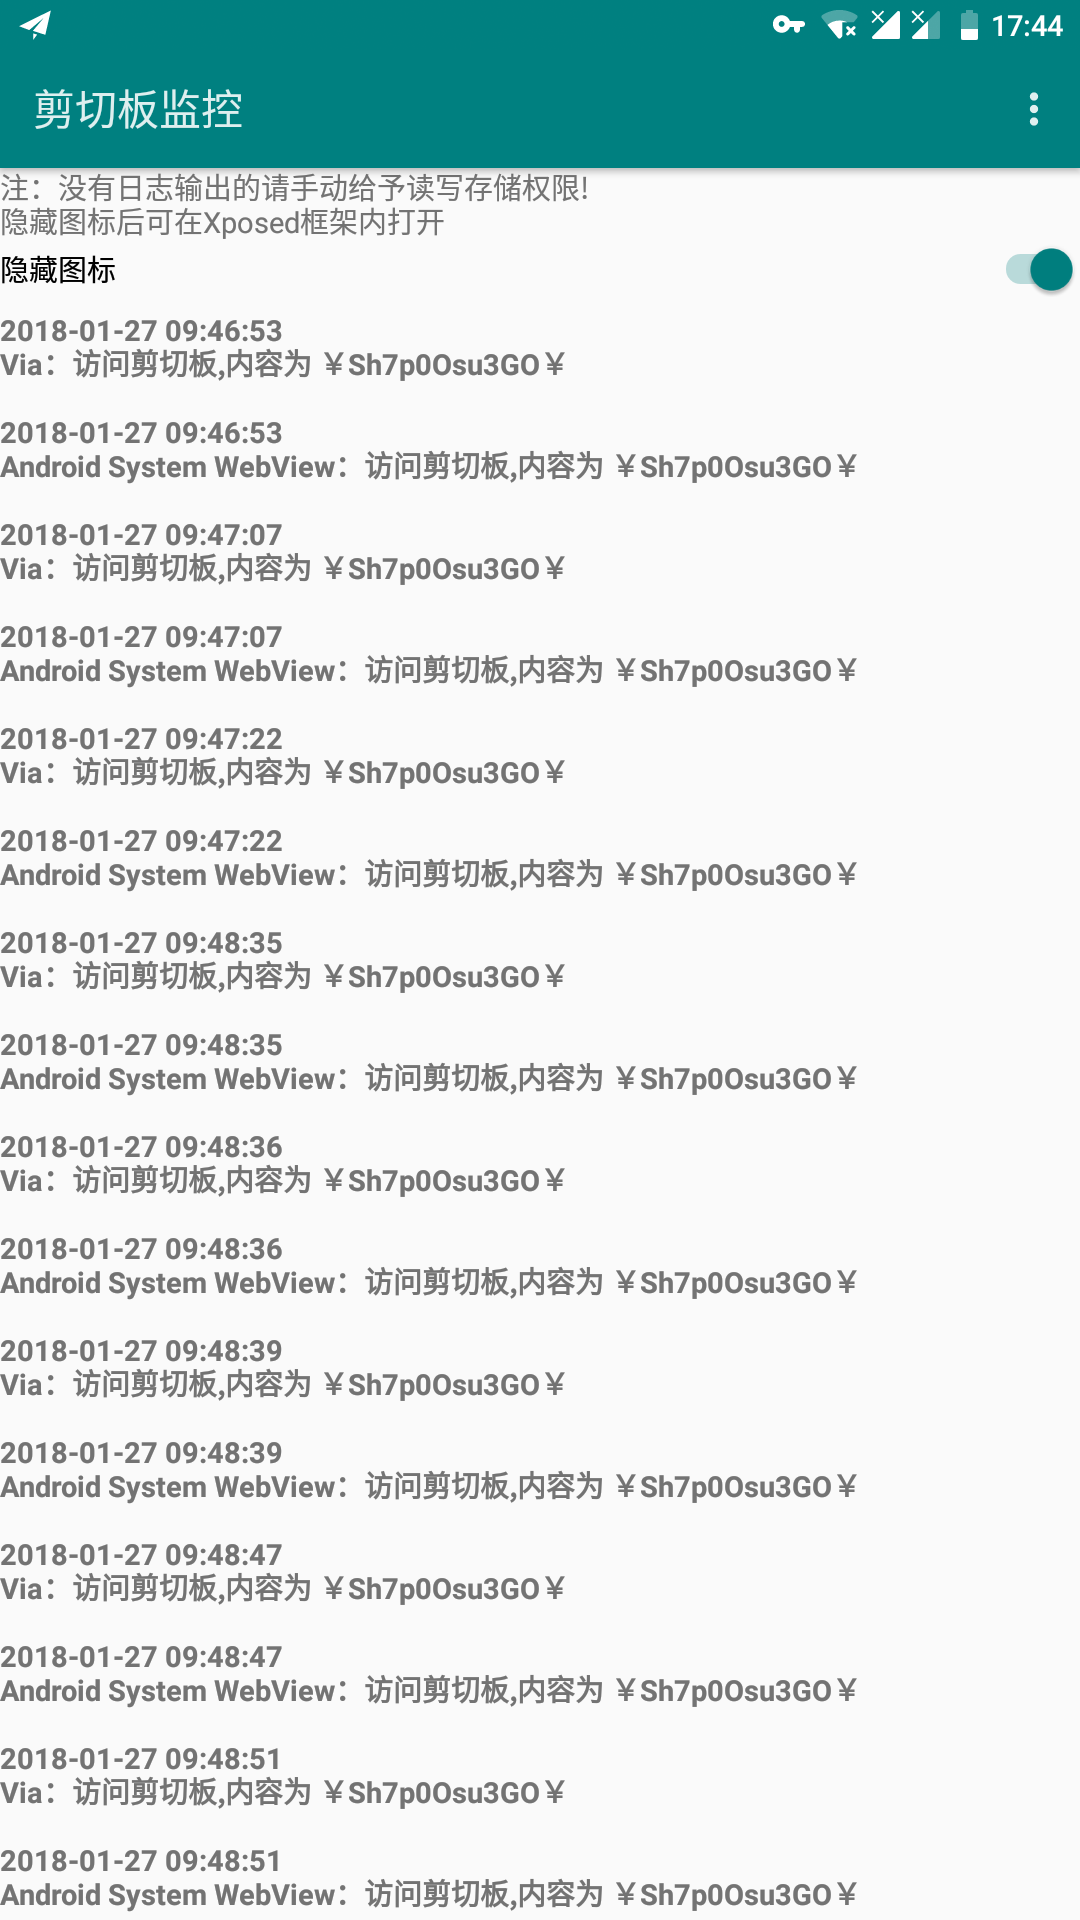 17:44
剪切板监控
注：没有日志输出的请手动给予读写存储权限!
隐藏图标后可在Xposed框架内打开
隐藏图标
2018-01-27 09:46:53
Via：访问剪切板,内容为 ￥Sh7p0Osu3GO￥
2018-01-27 09:46:53
Android System WebView：访问剪切板,内容为 ￥Sh7p0Osu3GO￥
2018-01-27 09:47:07
Via：访问剪切板,内容为 ￥Sh7p0Osu3GO￥
2018-01-27 09:47:07
Android System WebView：访问剪切板,内容为 ￥Sh7p0Osu3GO￥
2018-01-27 09:47:22
Via：访问剪切板,内容为 ￥Sh7p0Osu3GO￥
2018-01-27 09:47:22
Android System WebView：访问剪切板,内容为 ￥Sh7p0Osu3GO￥
2018-01-27 09:48:35
Via：访问剪切板,内容为 ￥Sh7p0Osu3GO￥
2018-01-27 09:48:35
Android System WebView：访问剪切板,内容为 ￥Sh7p0Osu3GO￥
2018-01-27 09:48:36
Via：访问剪切板,内容为 ￥Sh7p0Osu3GO￥
2018-01-27 09:48:36
Android System WebView：访问剪切板,内容为 ￥Sh7p0Osu3GO￥
2018-01-27 09:48:39
Via：访问剪切板,内容为 ￥Sh7p0Osu3GO￥
2018-01-27 09:48:39
Android System WebView：访问剪切板,内容为 ￥Sh7p0Osu3GO￥
2018-01-27 09:48:47
Via：访问剪切板,内容为 ￥Sh7p0Osu3GO￥
2018-01-27 09:48:47
Android System WebView：访问剪切板,内容为 ￥Sh7p0Osu3GO￥
2018-01-27 09:48:51
Via：访问剪切板,内容为 ￥Sh7p0Osu3GO￥
2018-01-27 09:48:51
Android System WebView：访问剪切板,内容为 ￥Sh7p0Osu3GO￥